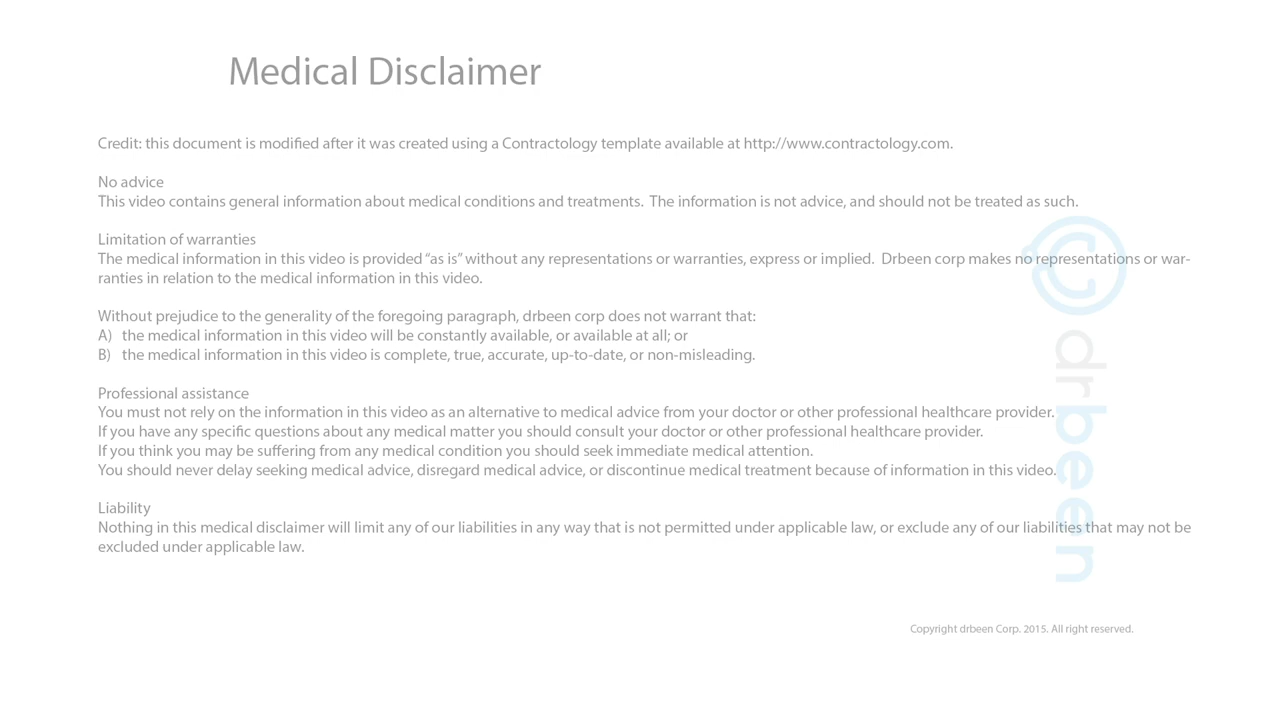 Medical Disclaimer
Credit: this document is modified after it was created using a Contractology template available at http://www.contractology.com.
No advice
This video contains general information about medical conditions and treatments.  The information is not advice, and should not be treated as such.
Limitation of warranties
The medical information in this video is provided “as is” without any representations or warranties, express or implied.  Drbeen corp makes no representations or war-
ranties in relation to the medical information in this video.
Without prejudice to the generality of the foregoing paragraph, drbeen corp does not warrant that:
A)  the medical information in this video will be constantly available, or available at all; or
B)  the medical information in this video is complete, true, accurate, up-to-date, or non-misleading.
Professional assistance
You must not rely on the information in this video as an alternative to medical advice from your doctor or other professional healthcare provider.
If you have any specific questions about any medical matter you should consult your doctor or other professional healthcare provider.
If you think you may be suffering from any medical condition you should seek immediate medical attention.
You should never delay seeking medical advice, disregard medical advice, or discontinue medical treatment because of information in this video.
Liability
Nothing in this medical disclaimer will limit any of our liabilities in any way that is not permitted under applicable law, or exclude any of our liabilities that may not be
excluded under applicable law.
© drbeen
Copyright drbeen Corp. 2015. All right reserved.